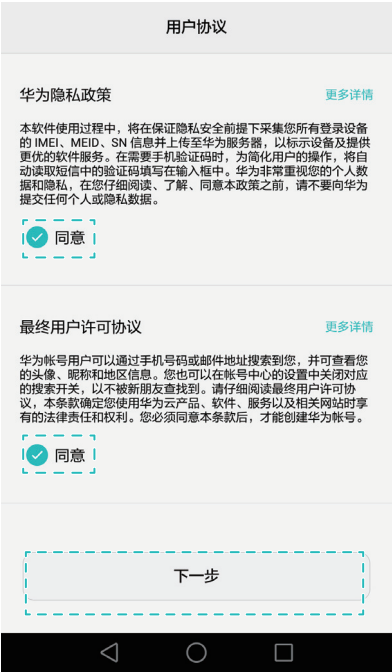 用户协议
华为隐私政策
更多详情
本软件使用过程中，将在保证隐私安全前提下采集您所有登录设备
的 IMEI、MEID、SN 信息并上传至华为服务器，以标示设备及提供
更优的软件服务。在需要手机验证码时，为简化用户的操作，将自
动读取短信中的验证码填写在输入框中。华为非常重视您的个人数
据和隐私，在您仔细阅读、了解、同意本政策之前，请不要向华为
提交任何个人或隐私数据。
同意
最终用户许可协议
更多详情
华为帐号用户可以通过手机号码或邮件地址搜索到您，并可查看您
的头像、昵称和地区信息。您也可以在帐号中心的设置中关闭对应
的搜索开关，以不被新朋友查找到。请仔细阅读最终用户许可协
议，本条款确定您使用华为云产品、软件、服务以及相关网站时享
有的法律责任和权利。您必须同意本条款后，才能创建华为帐号。
同意
下一步